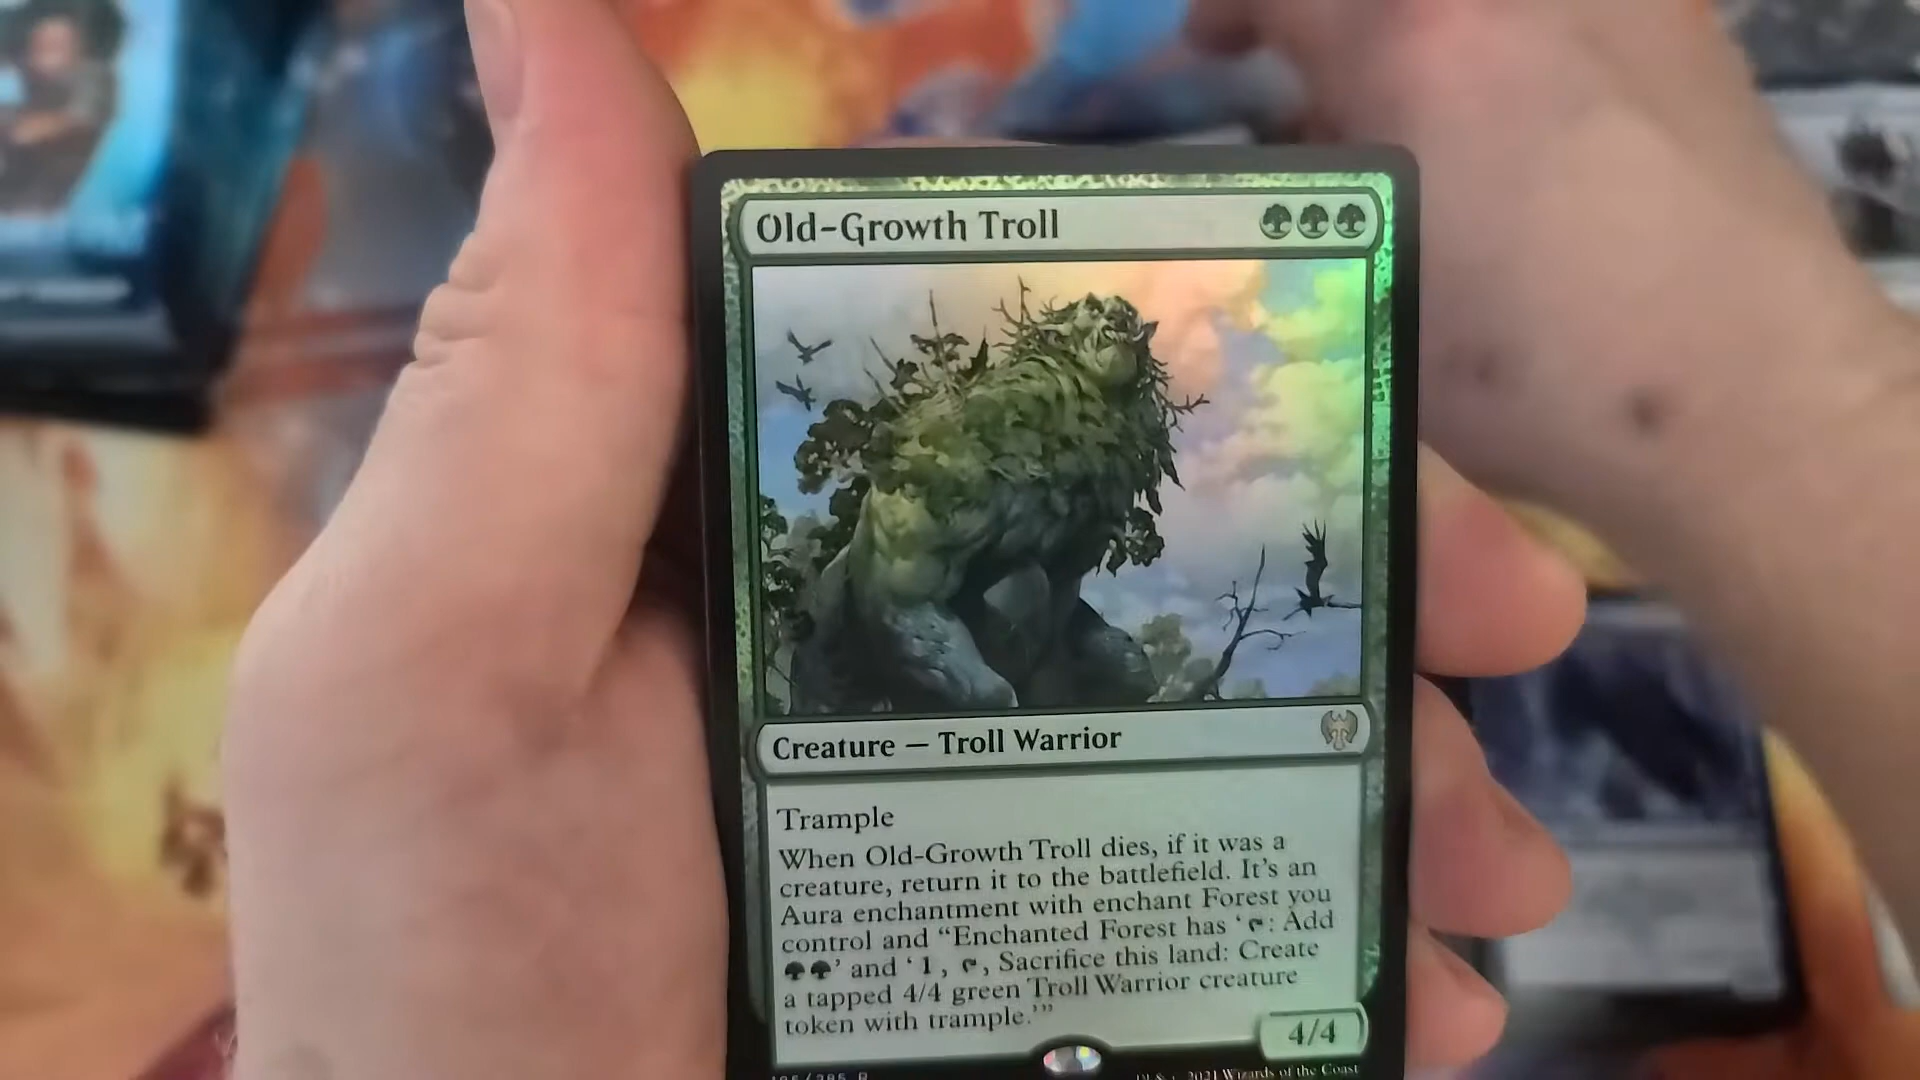 Old-Growth Troll
Creature — Troll Warrior
Trample
When Old-Growth Troll dies, if it was a
creature, return it to the battlefield. It's an
Aura enchantment with enchant Forest you
control and “Enchanted Forest has ‘: Add
’ and ‘1, , Sacrifice this land: Create
a tapped 4/4 green Troll Warrior creature
token with trample.’”
4/4
2021 Wizards of the Coast